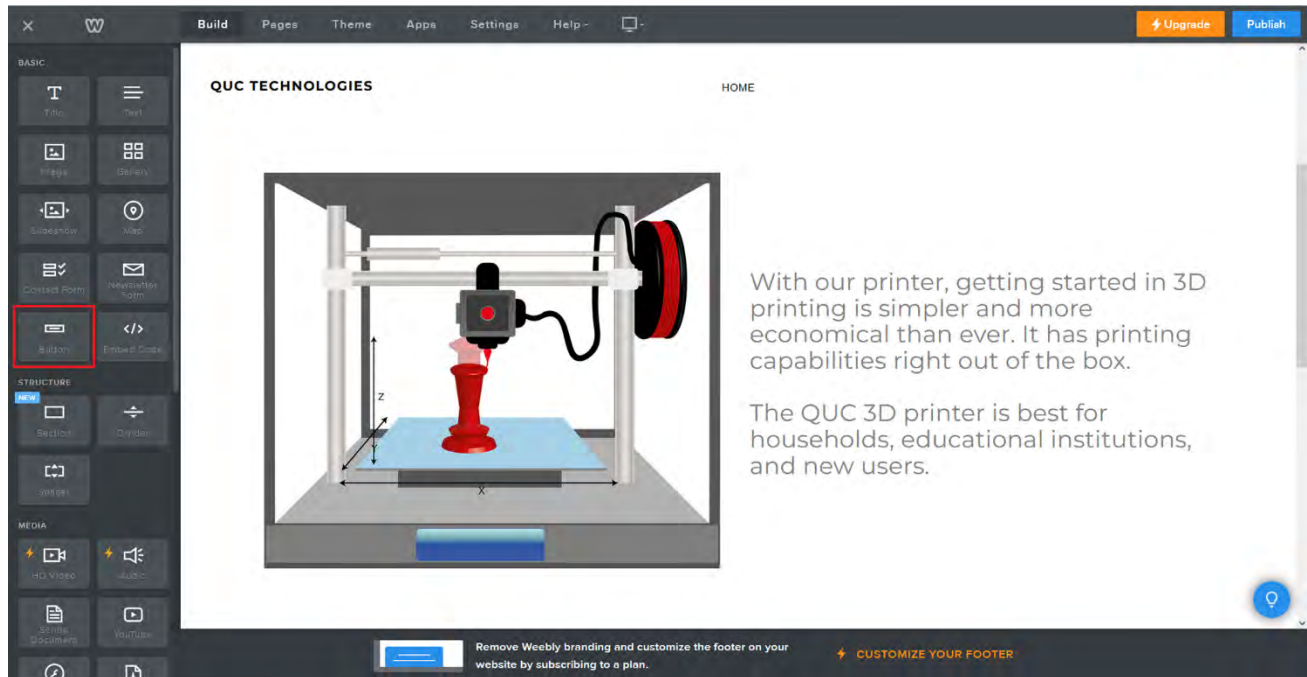 Build Pages Theme Apps Settings Help
Upgrade Publish
BASIC
Title Text
Image Gallery
Slideshow Map
Contact Form Newsletter Form
Button Embed Code
STRUCTURE
NEW
Section Divider
Spacer
MEDIA
HD Video Audio
Scribd Document YouTube
QUC TECHNOLOGIES
HOME
Z
Y
X
With our printer, getting started in 3D
printing is simpler and more
economical than ever. It has printing
capabilities right out of the box.
The QUC 3D printer is best for
households, educational institutions,
and new users.
Remove Weebly branding and customize the footer on your
website by subscribing to a plan.
CUSTOMIZE YOUR FOOTER